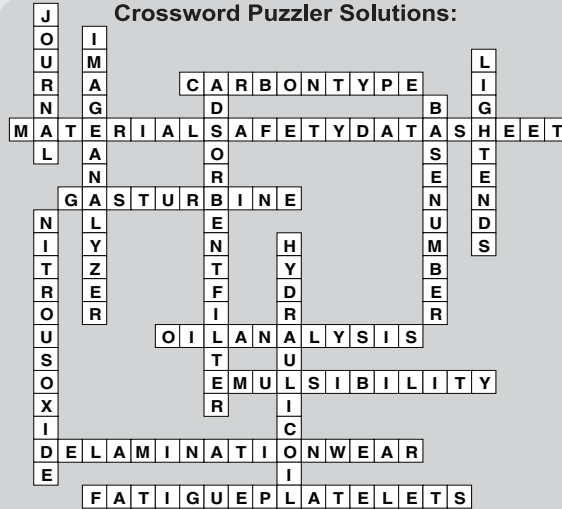 Crossword Puzzler Solutions:
JOURNAL
IMAGEANALYZER
LIGHTENDS
CARBONTYPE
ADSORBENTFILTER
BASENUMBER
MATERIALSAFETYDATASHEET
GASTURBINE
NITROUSOXIDE
HYDRAULICOIL
OILANALYSIS
EMULSIBILITY
DELAMINATIONWEAR
FATIGUEPLATELETS